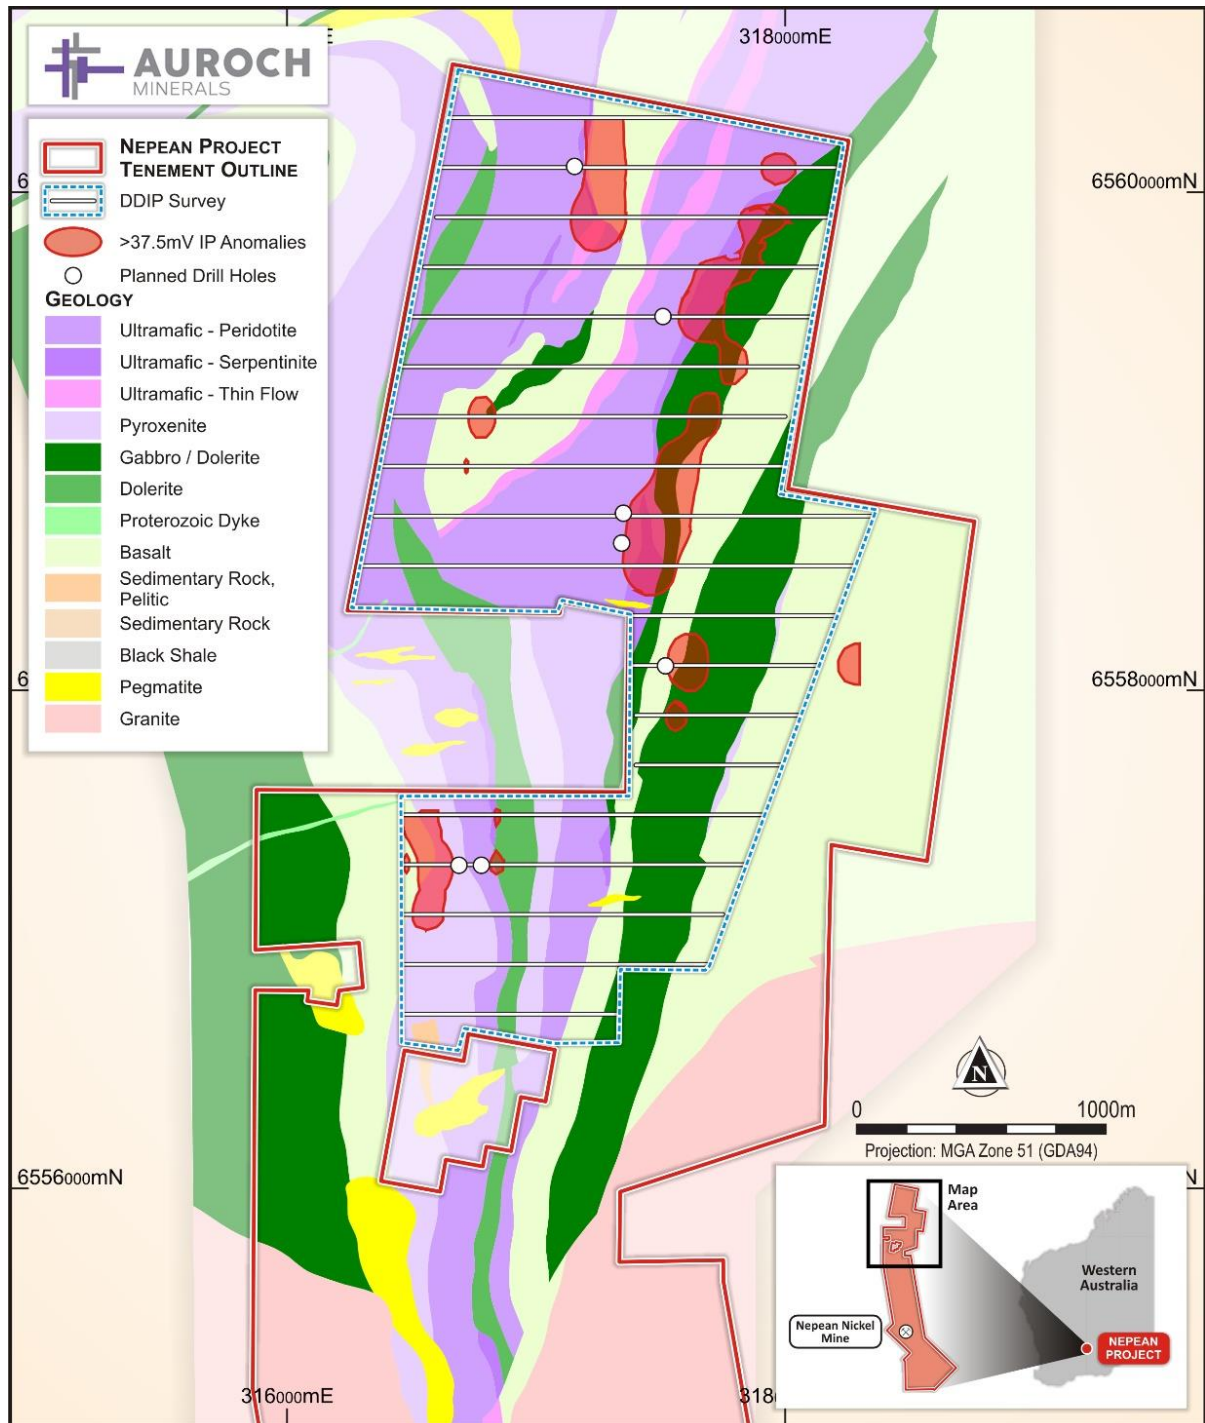 E
318000mE
AUROCH
MINERALS
NEPEAN PROJECT
TENEMENT OUTLINE
DDIP Survey
>37.5mV IP Anomalies
Planned Drill Holes
GEOLOGY
Ultramafic - Peridotite
Ultramafic - Serpentinite
Ultramafic - Thin Flow
Pyroxenite
Gabbro / Dolerite
Dolerite
Proterozoic Dyke
Basalt
Sedimentary Rock,
Pelitic
Sedimentary Rock
Black Shale
Pegmatite
Granite
6
6560000mN
6
6558000mN
N
0 1000m
Projection: MGA Zone 51 (GDA94)
6556000mN
N
Map
Area
Western
Australia
Nepean Nickel
Mine
NEPEAN
PROJECT
316000mE
318